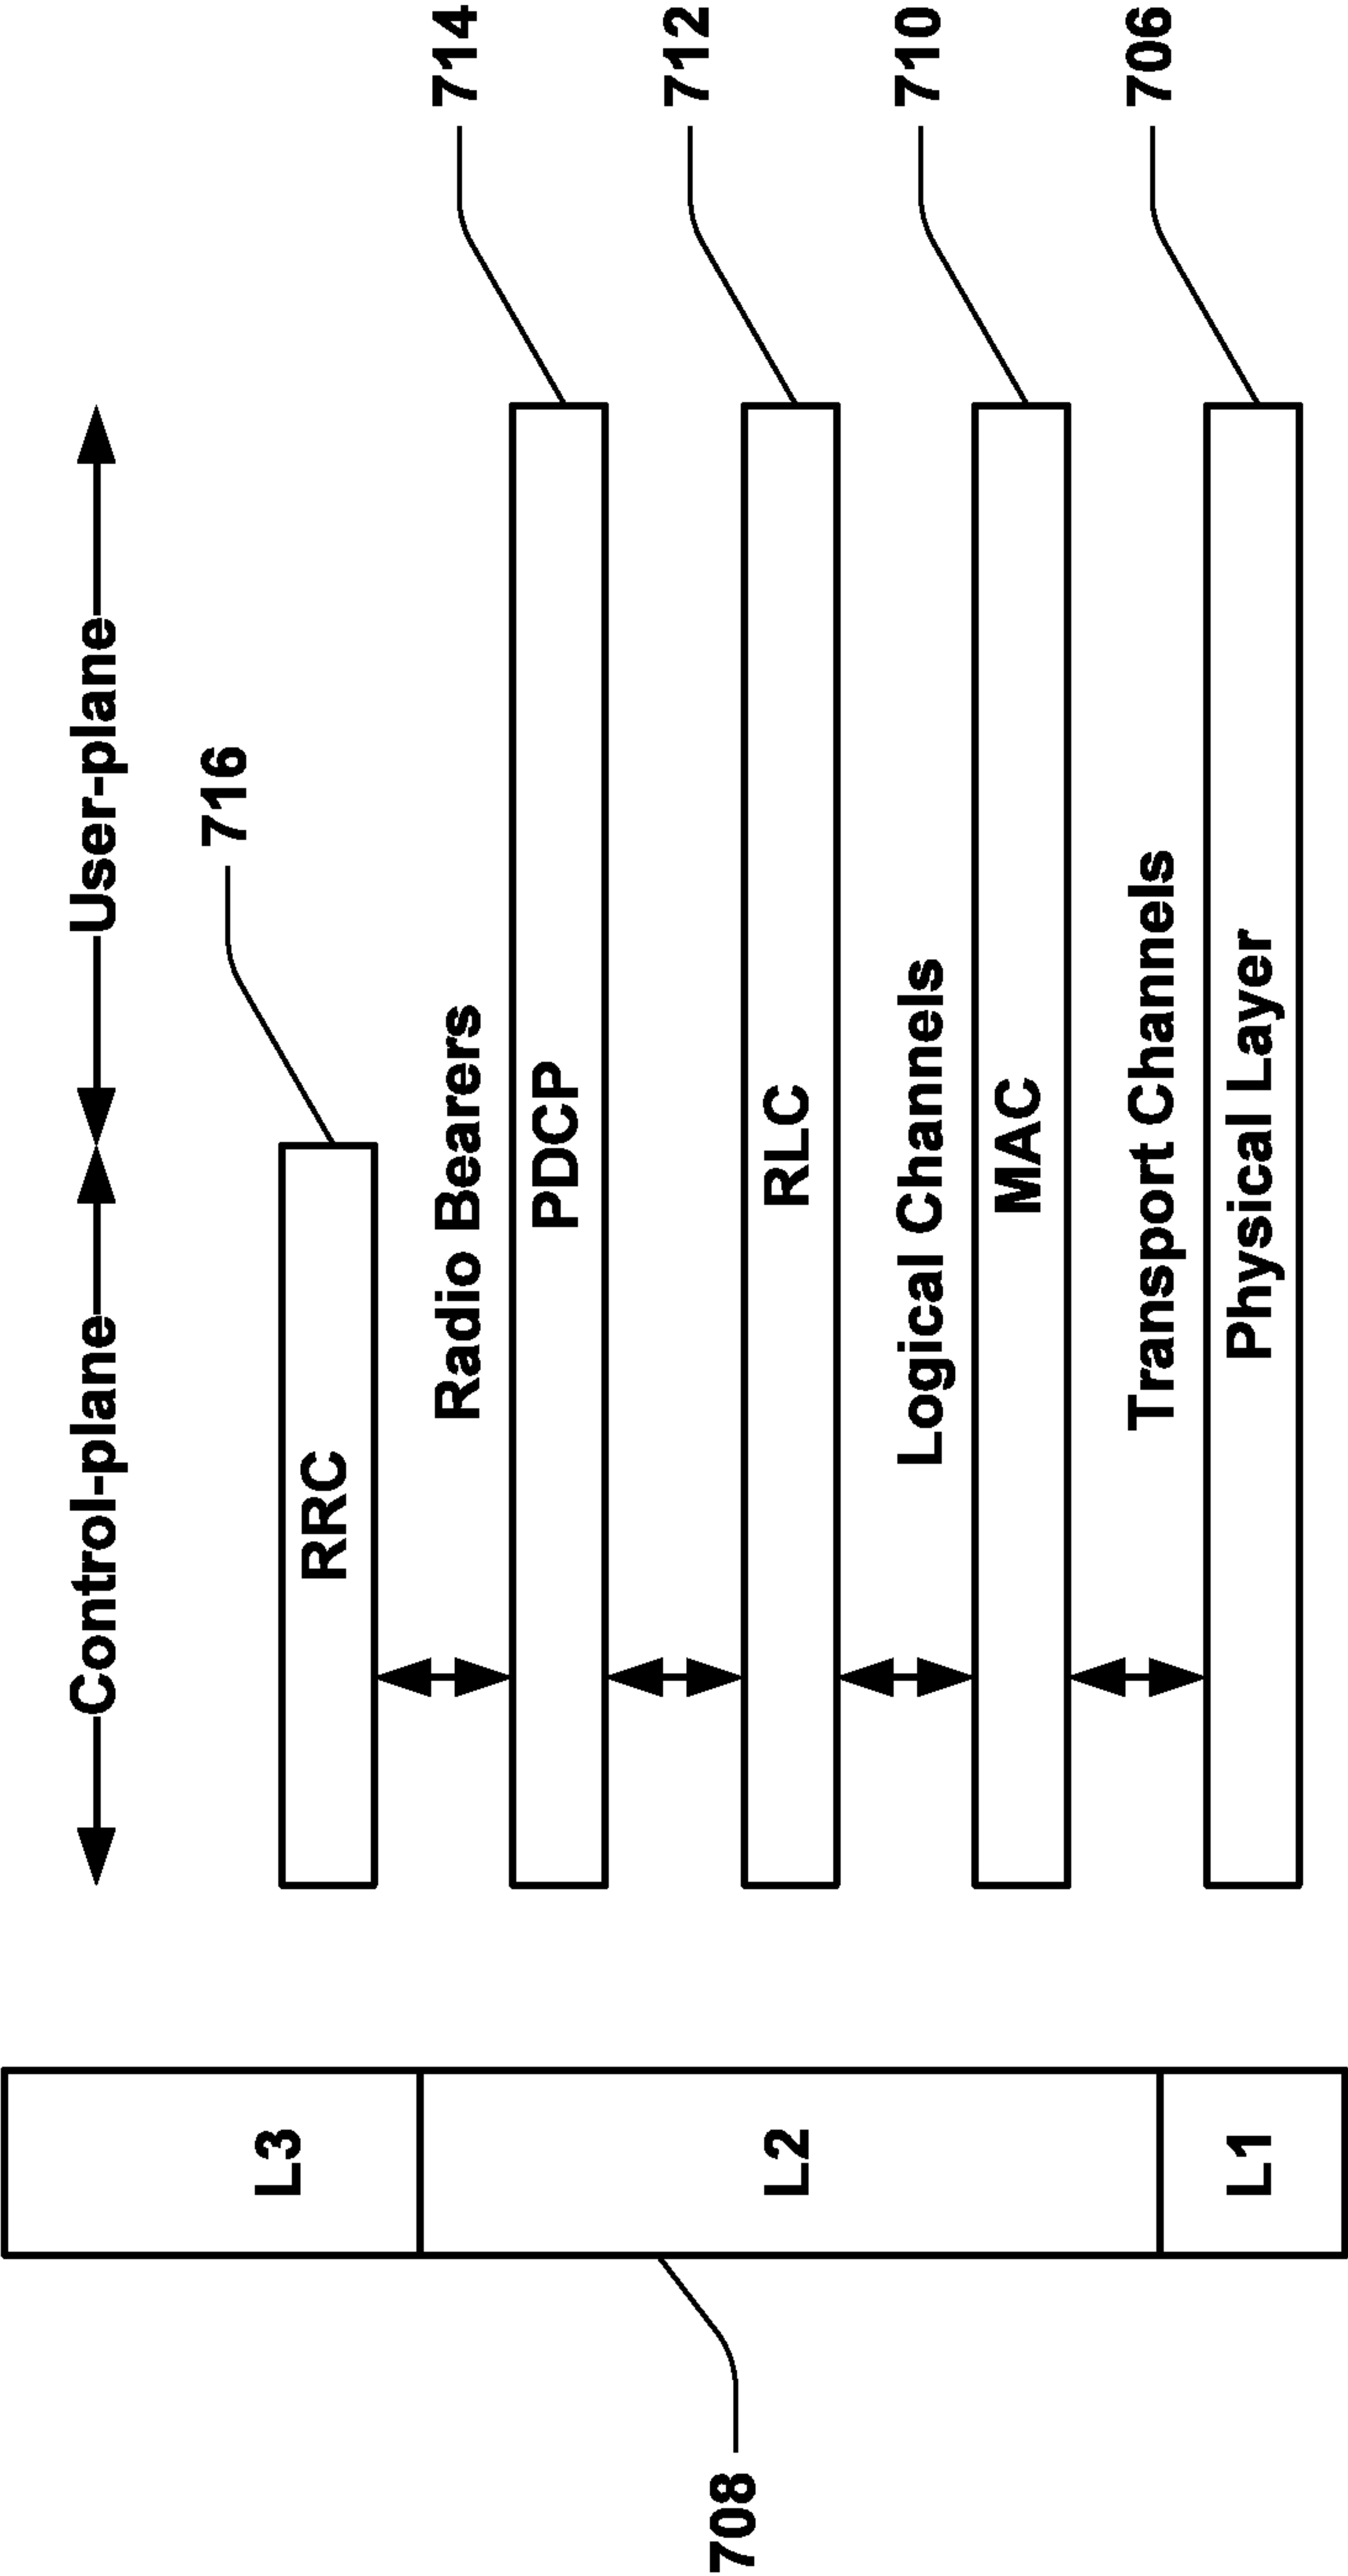 Control-plane
User-plane
716
L3
RRC
Radio Bearers
714
PDCP
712
708
L2
RLC
Logical Channels
710
MAC
Transport Channels
706
L1
Physical Layer